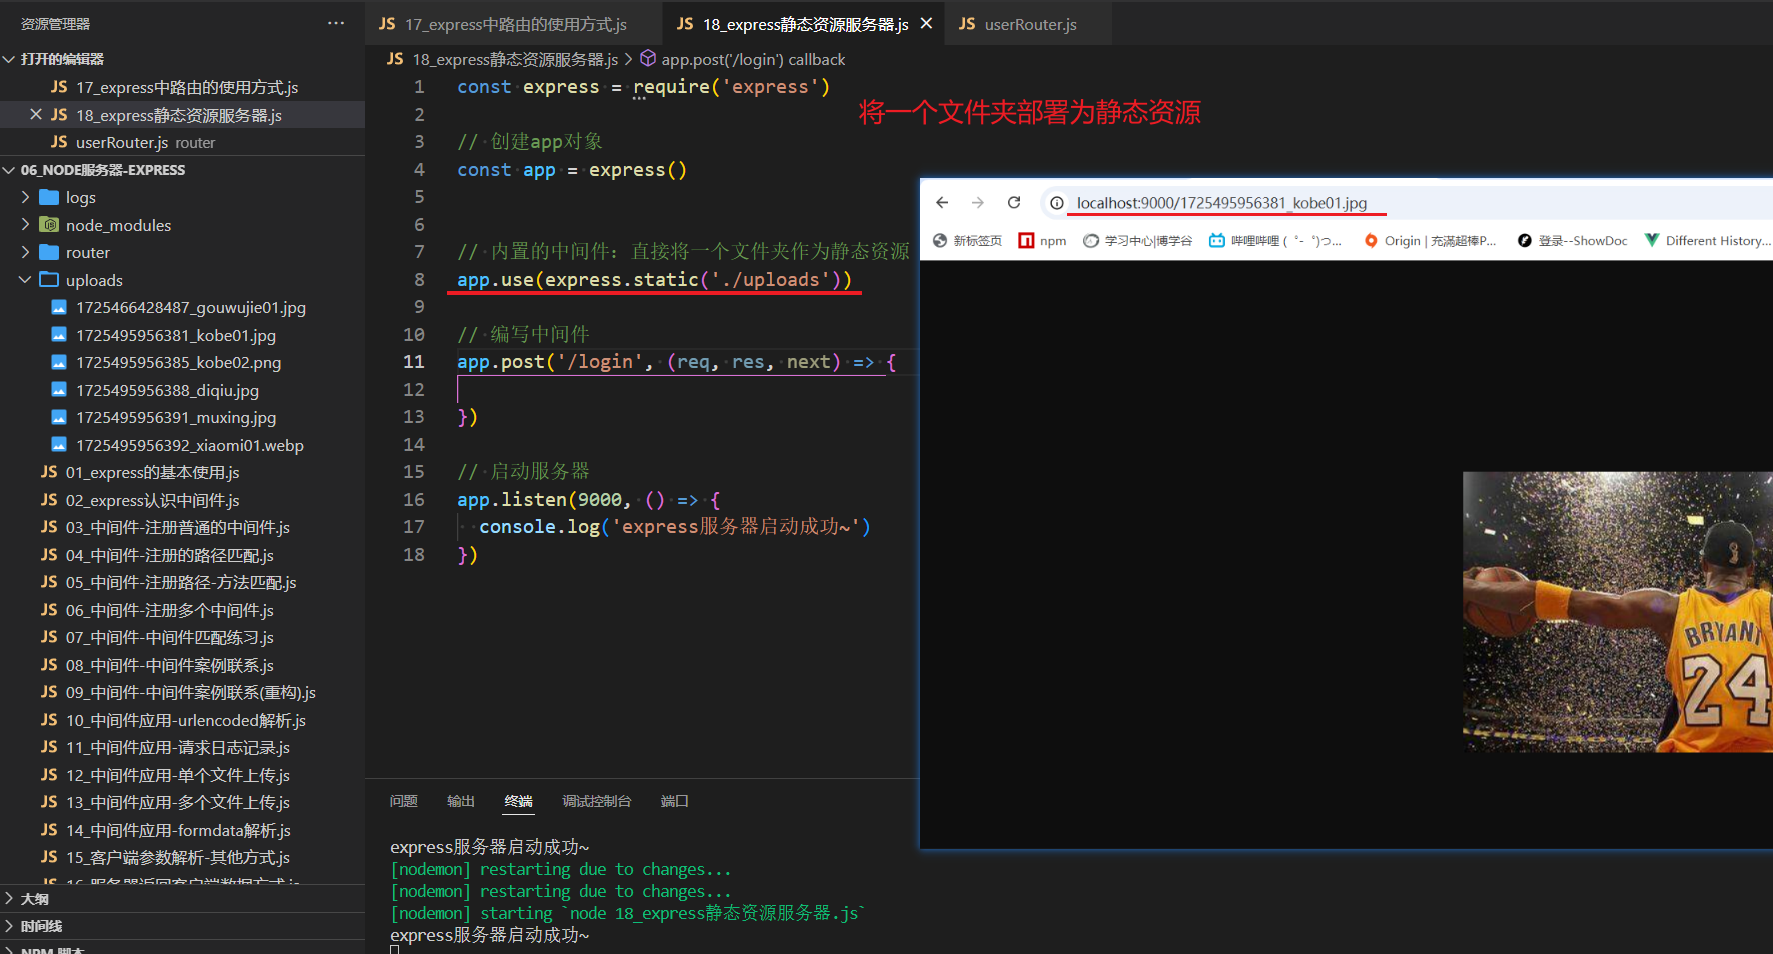 资源管理器
打开的编辑器
JS 17_express中路由的使用方式.js
JS 18_express静态资源服务器.js
JS userRouter.js router
06_NODE服务器-EXPRESS
logs
node_modules
router
uploads
1725466428487_gouwujie01.jpg
1725495956381_kobe01.jpg
1725495956385_kobe02.png
1725495956388_diqiu.jpg
1725495956391_muxing.jpg
1725495956392_xiaomi01.webp
JS 01_express的基本使用.js
JS 02_express认识中间件.js
JS 03_中间件-注册普通的中间件.js
JS 04_中间件-注册的路径匹配.js
JS 05_中间件-注册路径-方法匹配.js
JS 06_中间件-注册多个中间件.js
JS 07_中间件-中间件匹配练习.js
JS 08_中间件-中间件案例联系.js
JS 09_中间件-中间件案例联系(重构).js
JS 10_中间件应用-urlencoded解析.js
JS 11_中间件应用-请求日志记录.js
JS 12_中间件应用-单个文件上传.js
JS 13_中间件应用-多个文件上传.js
JS 14_中间件应用-formdata解析.js
JS 15_客户端参数解析-其他方式.js
JS 16_服务器返回客户端数据方式.js
大纲
时间线
NPM 脚本
JS 17_express中路由的使用方式.js JS 18_express静态资源服务器.js JS userRouter.js
JS 18_express静态资源服务器.js > app.post('/login') callback
1 const express = require('express')
2
3 // 创建app对象
4 const app = express()
5
6
7 // 内置的中间件: 直接将一个文件夹作为静态资源
8 app.use(express.static('./uploads'))
9
10 // 编写中间件
11 app.post('/login', (req, res, next) => {
12
13 })
14
15 // 启动服务器
16 app.listen(9000, () => {
17 console.log('express服务器启动成功~')
18 })
将一个文件夹部署为静态资源
localhost:9000/1725495956381_kobe01.jpg
新标签页 npm 学习中心|博学谷 哔哩哔哩 (゜-゜)つ... Origin | 充满超棒P... 登录--ShowDoc Different History...
BRYANT
24
问题 输出 终端 调试控制台 端口
express服务器启动成功~
[nodemon] restarting due to changes...
[nodemon] restarting due to changes...
[nodemon] starting `node 18_express静态资源服务器.js`
express服务器启动成功~